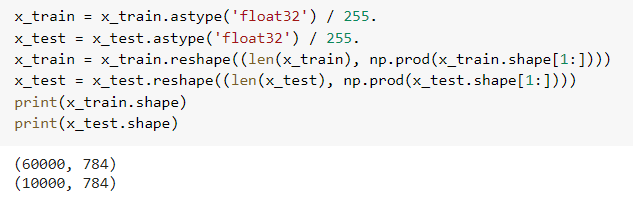 x_train = x_train.astype('float32') / 255.
x_test = x_test.astype('float32') / 255.
x_train = x_train.reshape((len(x_train), np.prod(x_train.shape[1:])))
x_test = x_test.reshape((len(x_test), np.prod(x_test.shape[1:])))
print(x_train.shape)
print(x_test.shape)
(60000, 784)
(10000, 784)